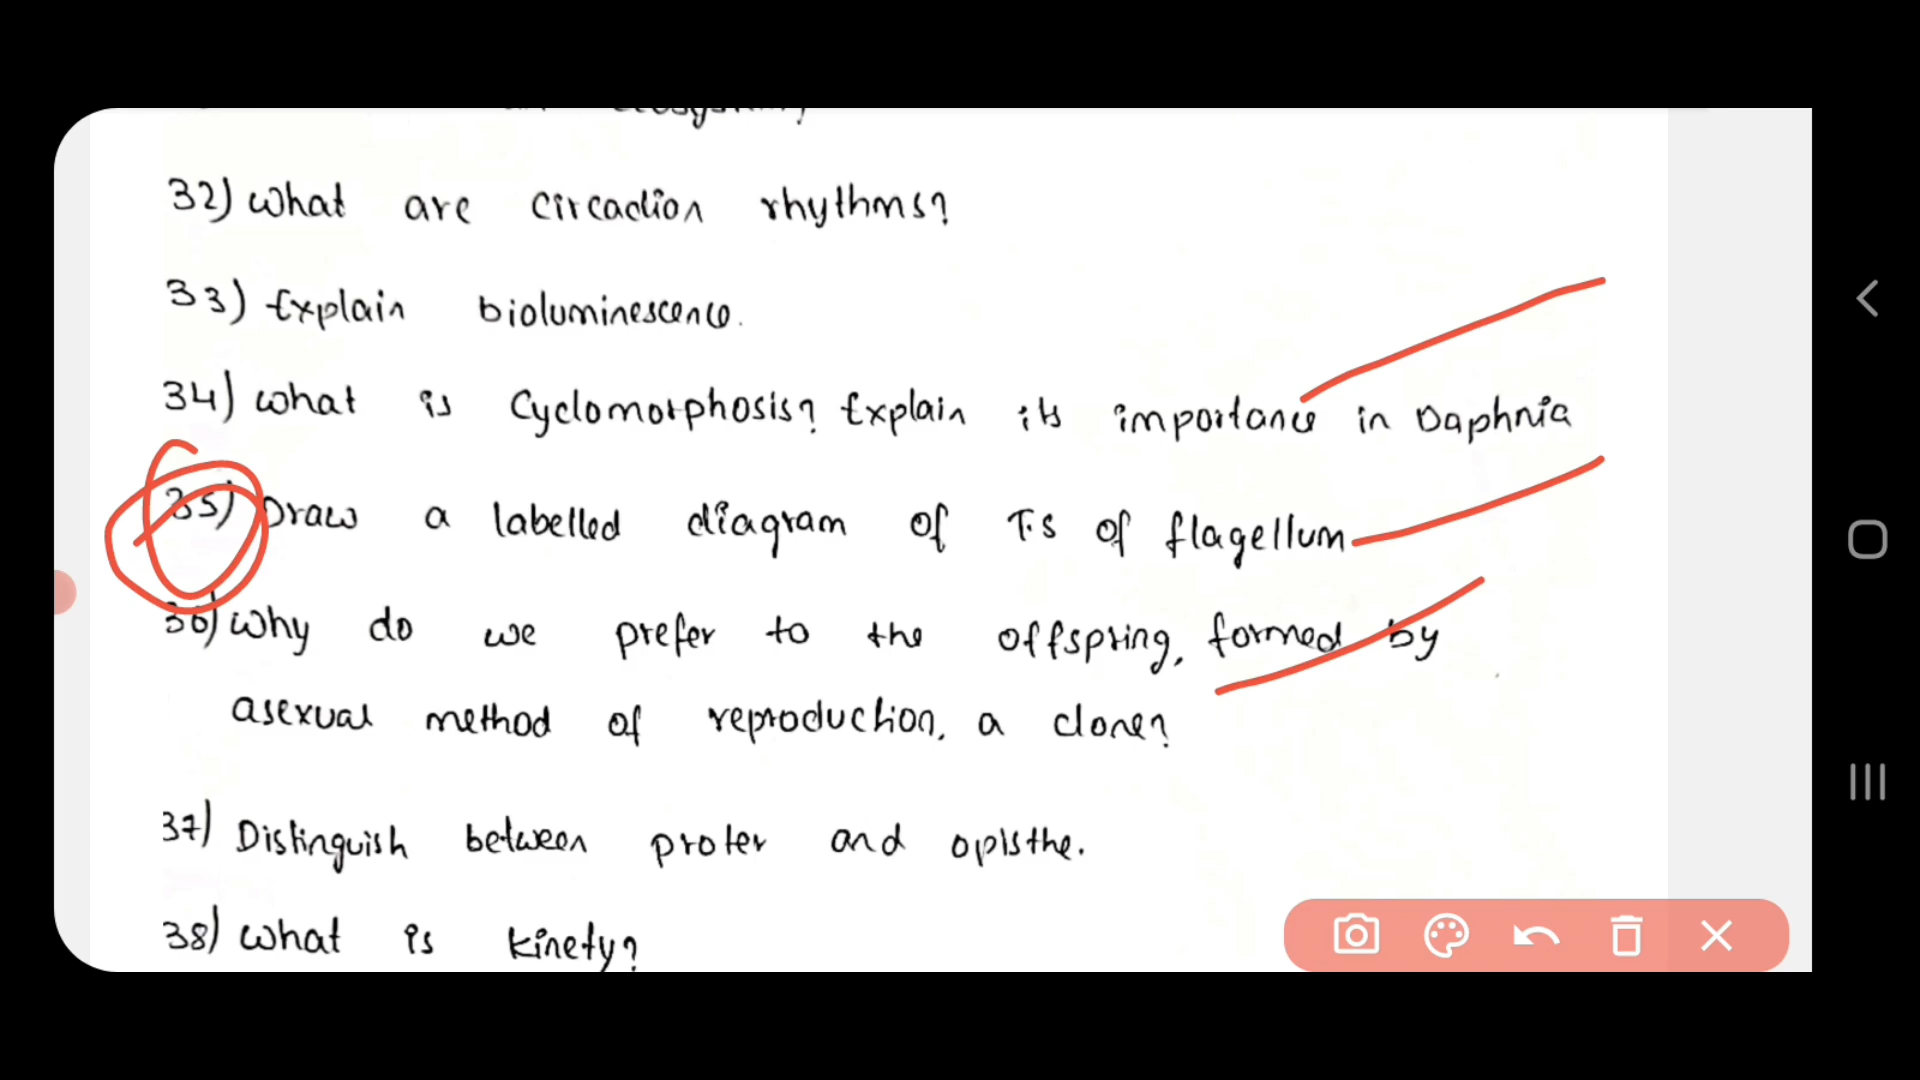 32) What are circadian rhythms?
33) Explain bioluminescence.
34) What is Cyclomorphosis? Explain its importance in Daphnia
35) Draw a labelled diagram of T.S of flagellum
36) Why do we prefer to the offspring, formed by
asexual method of reproduction, a clone?
37) Distinguish between proter and opisthe.
38) What is kinety?